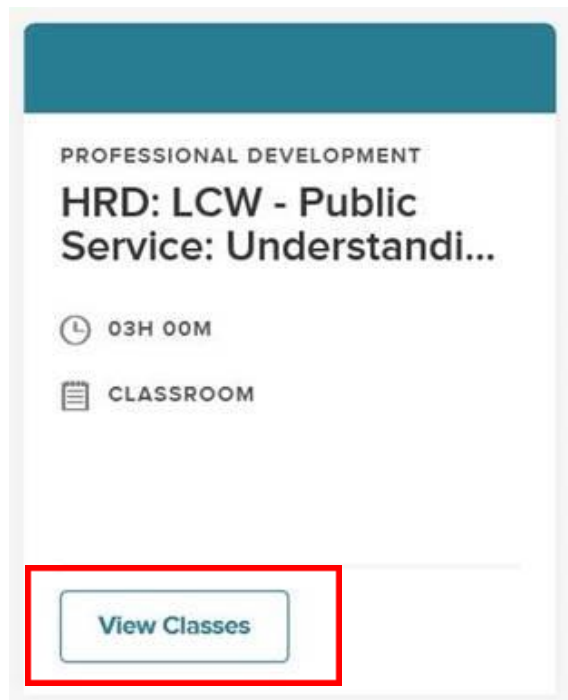 PROFESSIONAL DEVELOPMENT
HRD: LCW - Public
Service: Understandi...
03H 00M
CLASSROOM
View Classes